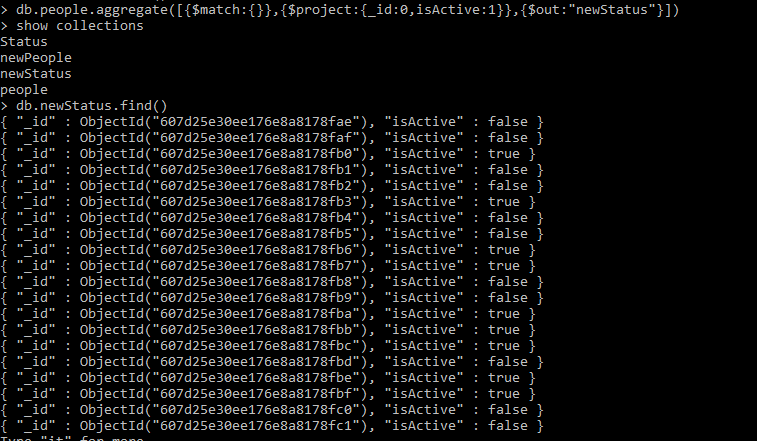 > db.people.aggregate([{$match:{}},{$project:{_id:0,isActive:1}},{$out:"newStatus"}])
> show collections
Status
newPeople
newStatus
people
> db.newStatus.find()
{ "_id" : ObjectId("607d25e30ee176e8a8178fae"), "isActive" : false }
{ "_id" : ObjectId("607d25e30ee176e8a8178faf"), "isActive" : false }
{ "_id" : ObjectId("607d25e30ee176e8a8178fb0"), "isActive" : true }
{ "_id" : ObjectId("607d25e30ee176e8a8178fb1"), "isActive" : false }
{ "_id" : ObjectId("607d25e30ee176e8a8178fb2"), "isActive" : false }
{ "_id" : ObjectId("607d25e30ee176e8a8178fb3"), "isActive" : true }
{ "_id" : ObjectId("607d25e30ee176e8a8178fb4"), "isActive" : false }
{ "_id" : ObjectId("607d25e30ee176e8a8178fb5"), "isActive" : false }
{ "_id" : ObjectId("607d25e30ee176e8a8178fb6"), "isActive" : true }
{ "_id" : ObjectId("607d25e30ee176e8a8178fb7"), "isActive" : true }
{ "_id" : ObjectId("607d25e30ee176e8a8178fb8"), "isActive" : false }
{ "_id" : ObjectId("607d25e30ee176e8a8178fb9"), "isActive" : false }
{ "_id" : ObjectId("607d25e30ee176e8a8178fba"), "isActive" : true }
{ "_id" : ObjectId("607d25e30ee176e8a8178fbb"), "isActive" : true }
{ "_id" : ObjectId("607d25e30ee176e8a8178fbc"), "isActive" : true }
{ "_id" : ObjectId("607d25e30ee176e8a8178fbd"), "isActive" : false }
{ "_id" : ObjectId("607d25e30ee176e8a8178fbe"), "isActive" : true }
{ "_id" : ObjectId("607d25e30ee176e8a8178fbf"), "isActive" : true }
{ "_id" : ObjectId("607d25e30ee176e8a8178fc0"), "isActive" : false }
{ "_id" : ObjectId("607d25e30ee176e8a8178fc1"), "isActive" : false }
Type "it" for more